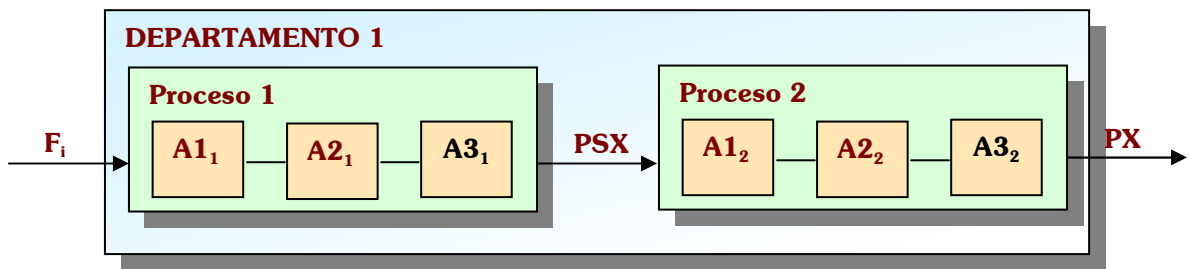 DEPARTAMENTO 1
Proceso 1
Proceso 2
A1₁ A2₁ A3₁
A1₂ A2₂ A3₂
Fᵢ PSX PX